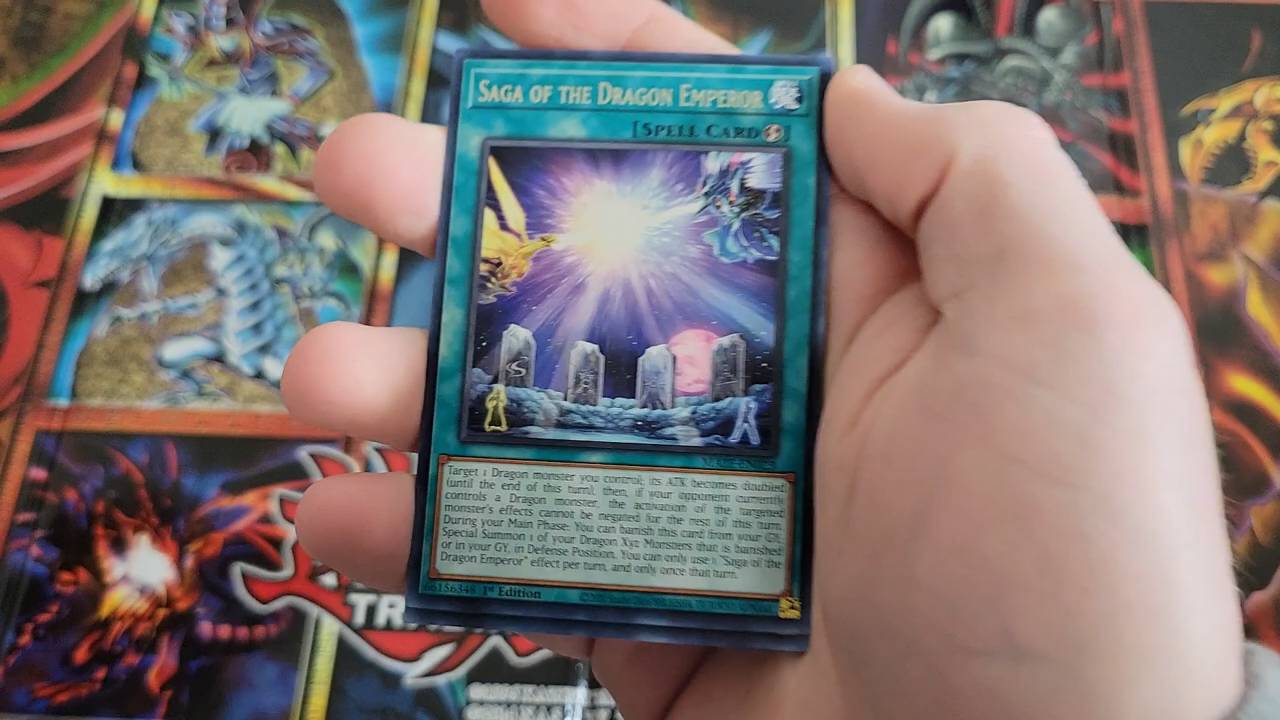 SAGA OF THE DRAGON EMPEROR
[SPELL CARD]
Target 1 Dragon monster you control; its ATK becomes doubled
(until the end of this turn), then, if your opponent currently
controls a Dragon monster, the activation of the targeted
monster's effects cannot be negated for the rest of this turn.
During your Main Phase: You can banish this card from your GY;
Special Summon 1 of your Dragon Xyz Monsters that is banished
or in your GY, in Defense Position. You can only use 1 "Saga of the
Dragon Emperor" effect per turn, and only once that turn.
1st Edition